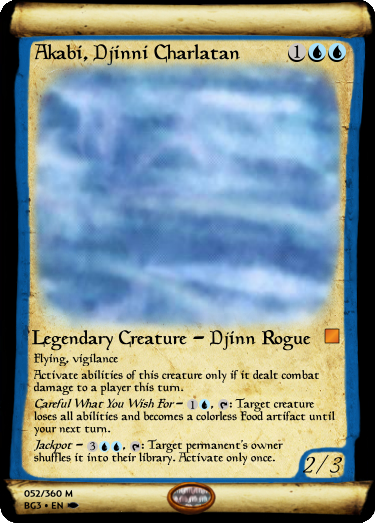 Akabi, Djinni Charlatan 1
Legendary Creature – Djinn Rogue
Flying, vigilance
Activate abilities of this creature only if it dealt combat
damage to a player this turn.
Careful What You Wish For – 1 , : Target creature
loses all abilities and becomes a colorless Food artifact until
your next turn.
Jackpot – 3 , : Target permanent's owner
shuffles it into their library. Activate only once.
2/3
052/360 M
BG3 • EN